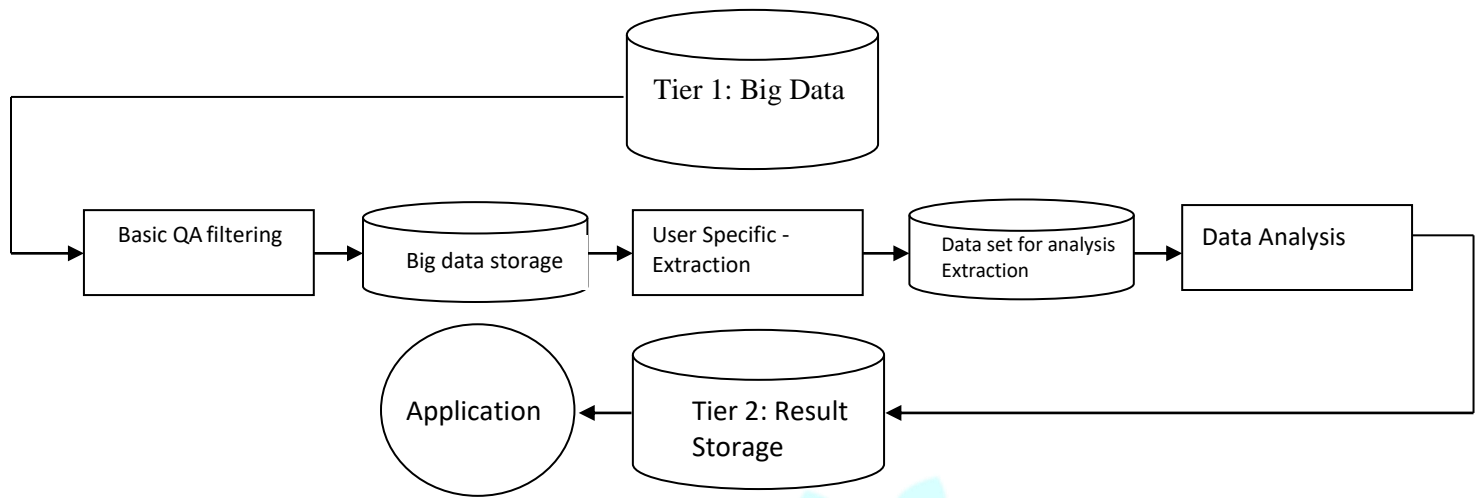 Tier 1: Big Data
Basic QA filtering
Big data storage
User Specific -
Extraction
Data set for analysis
Extraction
Data Analysis
Application
Tier 2: Result
Storage